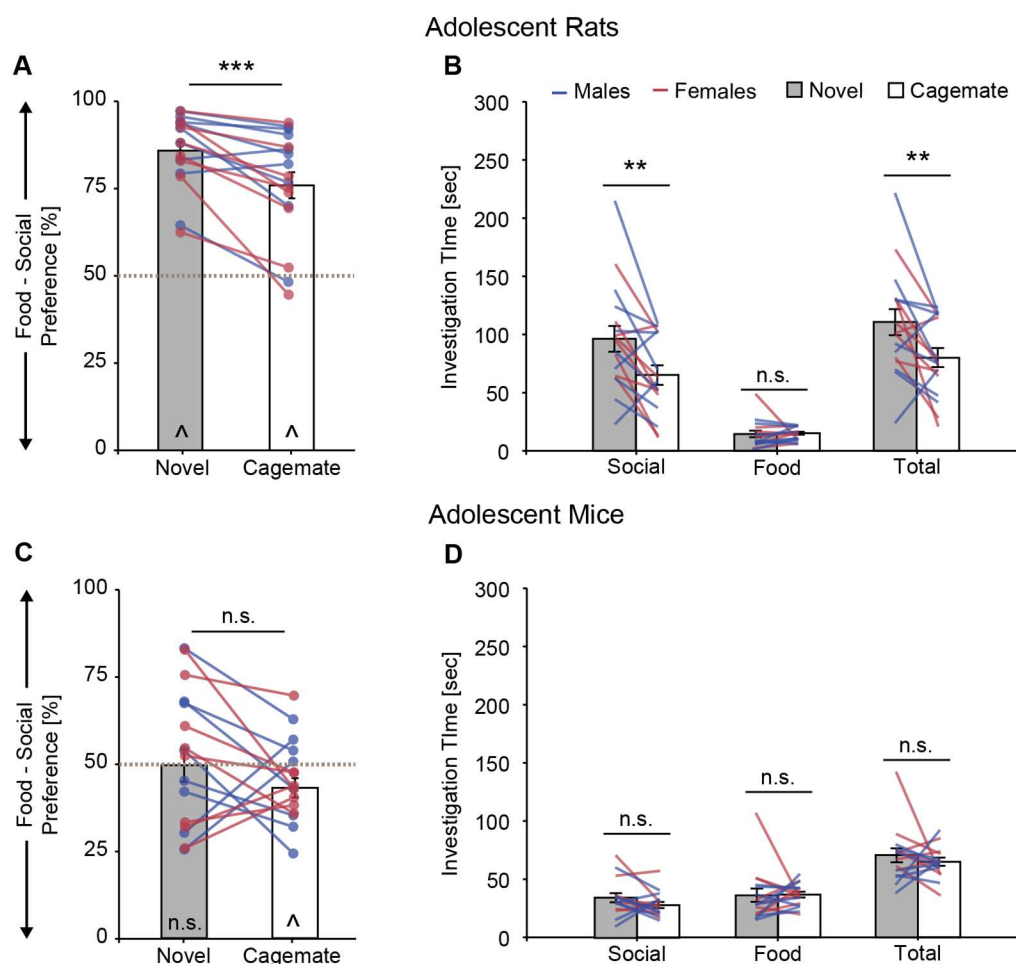 Adolescent Rats
A
***
Food - Social
Preference [%]
100
75
50
25
0
^
^
Novel
Cagemate
B
Males
Females
Novel
Cagemate
Investigation TIme [sec]
300
250
200
150
100
50
0
**
n.s.
**
Social
Food
Total
Adolescent Mice
C
n.s.
Food - Social
Preference [%]
100
75
50
25
0
n.s.
^
Novel
Cagemate
D
Investigation TIme [sec]
300
250
200
150
100
50
0
n.s.
n.s.
n.s.
Social
Food
Total